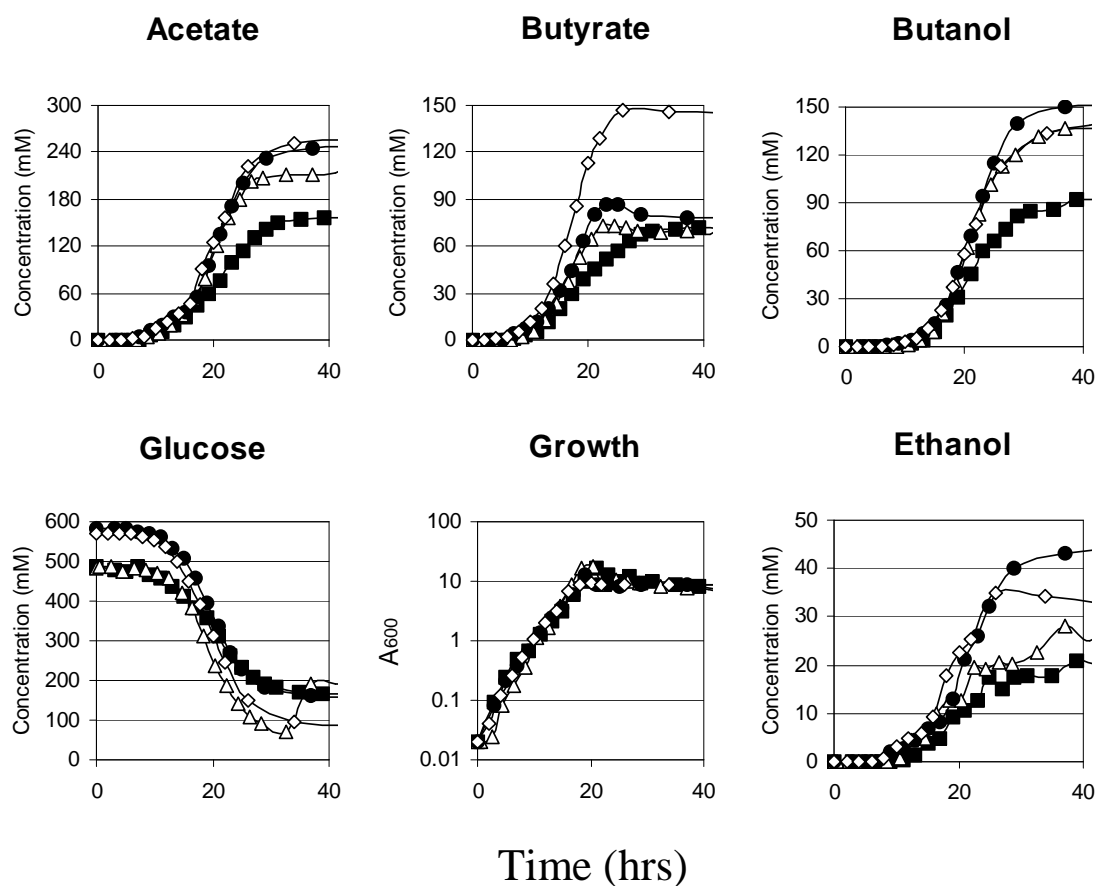 Acetate
Butyrate
Butanol
Concentration (mM)
300
240
180
120
60
0
0 20 40
Concentration (mM)
150
120
90
60
30
0
0 20 40
Concentration (mM)
150
120
90
60
30
0
0 20 40
Glucose
Growth
Ethanol
Concentration (mM)
600
500
400
300
200
100
0
0 20 40
A600
100
10
1
0.1
0.01
0 20 40
Concentration (mM)
50
40
30
20
10
0
0 20 40
Time (hrs)